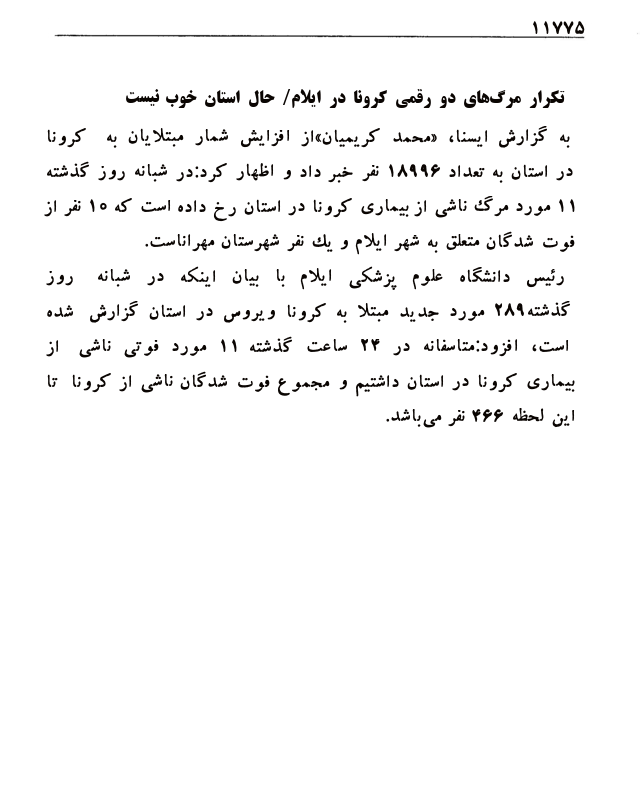 ۱۱۷۷۵
تکرار مرگ‌های دو رقمی کرونا در ایلام/ حال استان خوب نیست
به گزارش ایسنا، «محمد کریمیان»از افزایش شمار مبتلایان به کرونا
در استان به تعداد ۱۸۹۹۶ نفر خبر داد و اظهار کرد:در شبانه روز گذشته
۱۱ مورد مرگ ناشی از بیماری کرونا در استان رخ داده است که ۱۰ نفر از
فوت شدگان متعلق به شهر ایلام و یك نفر شهرستان مهراناست.
رئیس دانشگاه علوم پزشکی ایلام با بیان اینکه در شبانه روز
گذشته۲۸۹ مورد جدید مبتلا به کرونا ویروس در استان گزارش شده
است، افزود:متاسفانه در ۲۴ ساعت گذشته ۱۱ مورد فوتی ناشی از
بیماری کرونا در استان داشتیم و مجموع فوت شدگان ناشی از کرونا تا
این لحظه ۴۶۶ نفر می‌باشد.